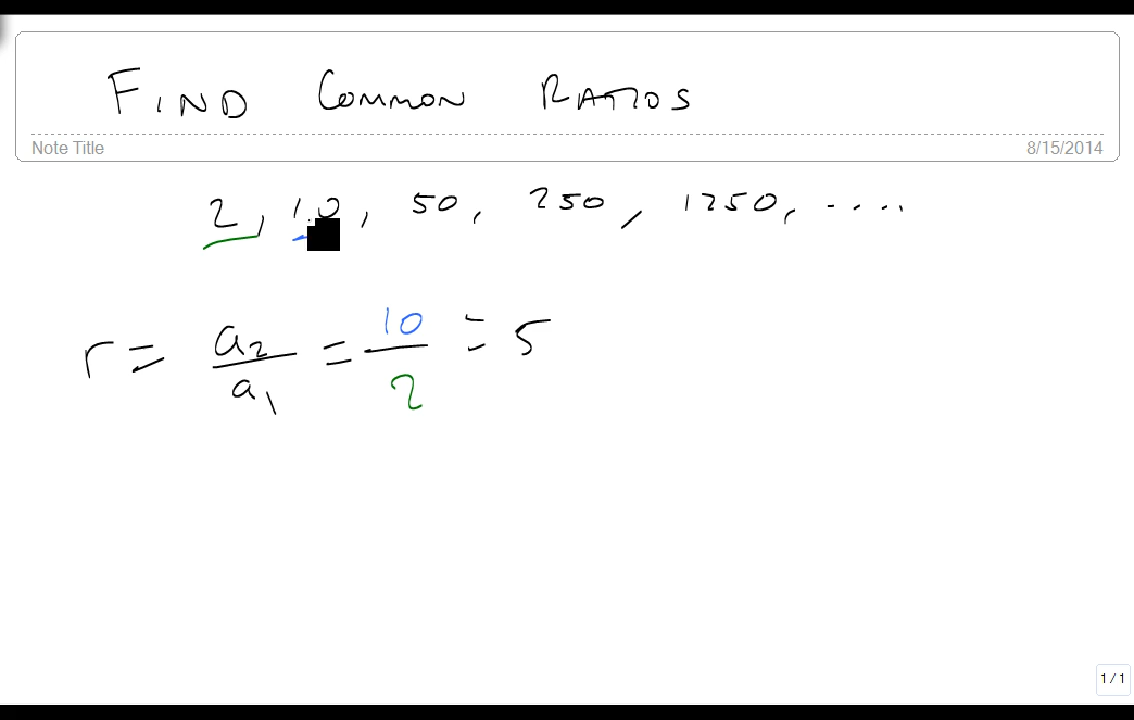 FIND COMMON RATIOS
Note Title 8/15/2014
2, 10, 50, 250, 1250, ....
r = a₂/a₁ = 10/2 = 5
1/1